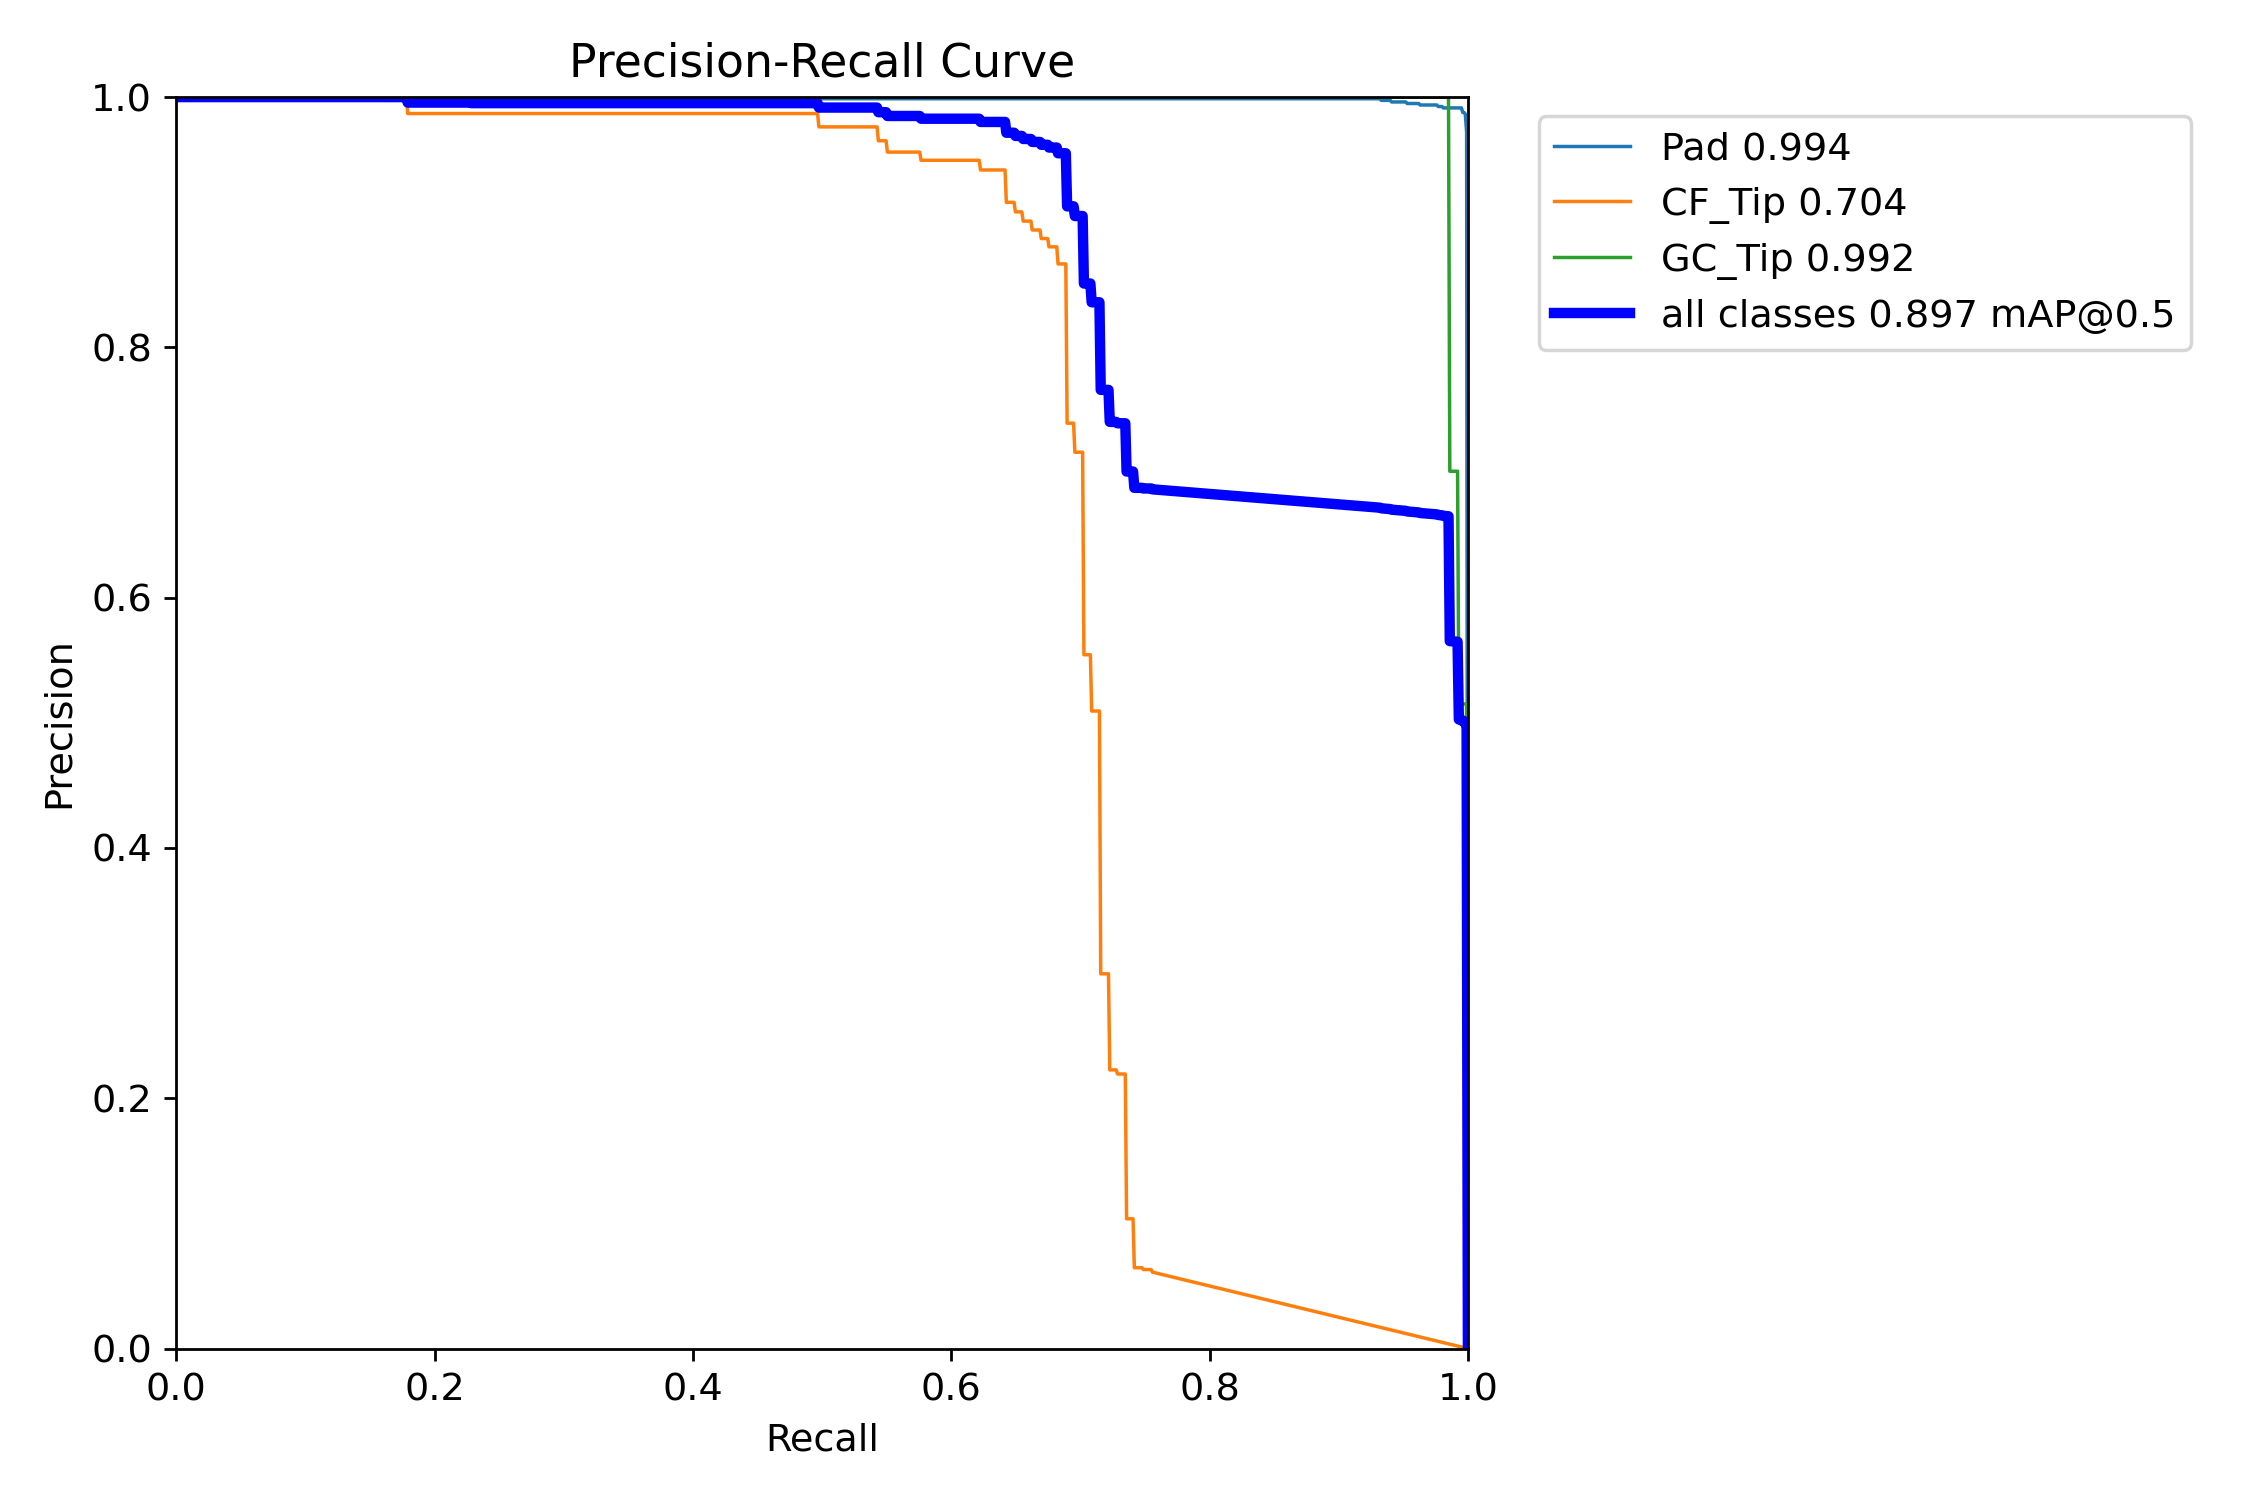 Precision-Recall Curve
1.0
0.8
0.6
0.4
0.2
0.0
Precision
0.0 0.2 0.4 0.6 0.8 1.0
Recall
Pad 0.994
CF_Tip 0.704
GC_Tip 0.992
all classes 0.897 mAP@0.5